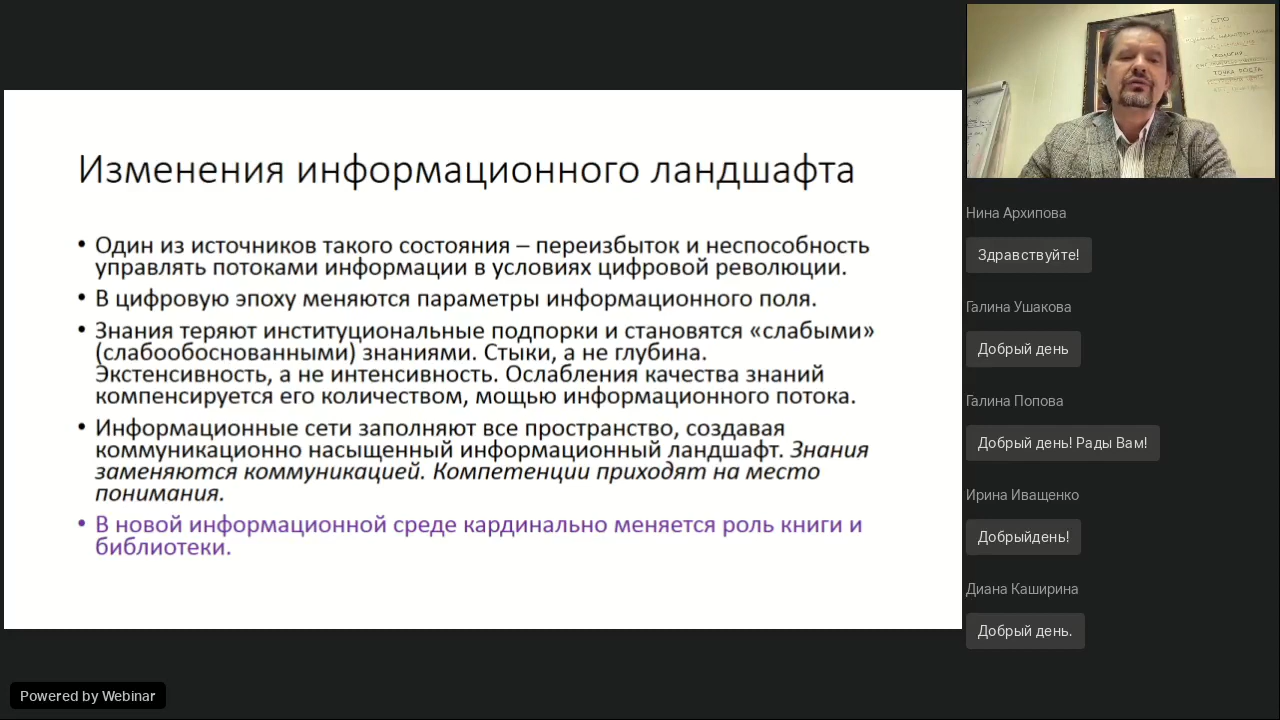 Изменения информационного ландшафта
• Один из источников такого состояния – переизбыток и неспособность
управлять потоками информации в условиях цифровой революции.
• В цифровую эпоху меняются параметры информационного поля.
• Знания теряют институциональные подпорки и становятся «слабыми»
(слабообоснованными) знаниями. Стыки, а не глубина.
Экстенсивность, а не интенсивность. Ослабления качества знаний
компенсируется его количеством, мощью информационного потока.
• Информационные сети заполняют все пространство, создавая
коммуникационно насыщенный информационный ландшафт. Знания
заменяются коммуникацией. Компетенции приходят на место
понимания.
• В новой информационной среде кардинально меняется роль книги и
библиотеки.
СПО
ТОЧКА РОСТА
Нина Архипова
Здравствуйте!
Галина Ушакова
Добрый день
Галина Попова
Добрый день! Рады Вам!
Ирина Иващенко
Добрыйдень!
Диана Каширина
Добрый день.
Powered by Webinar